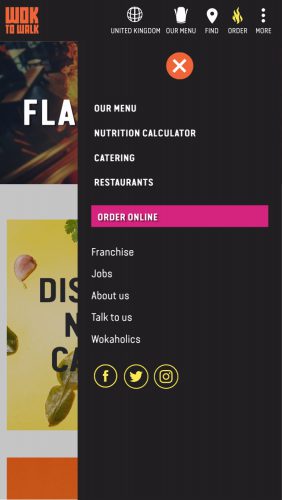 WOK
TO WALK
UNITED KINGDOM
OUR MENU
FIND
ORDER
MORE
FLA
OUR MENU
NUTRITION CALCULATOR
CATERING
RESTAURANTS
ORDER ONLINE
Franchise
Jobs
About us
Talk to us
Wokaholics
DIS
N
CA